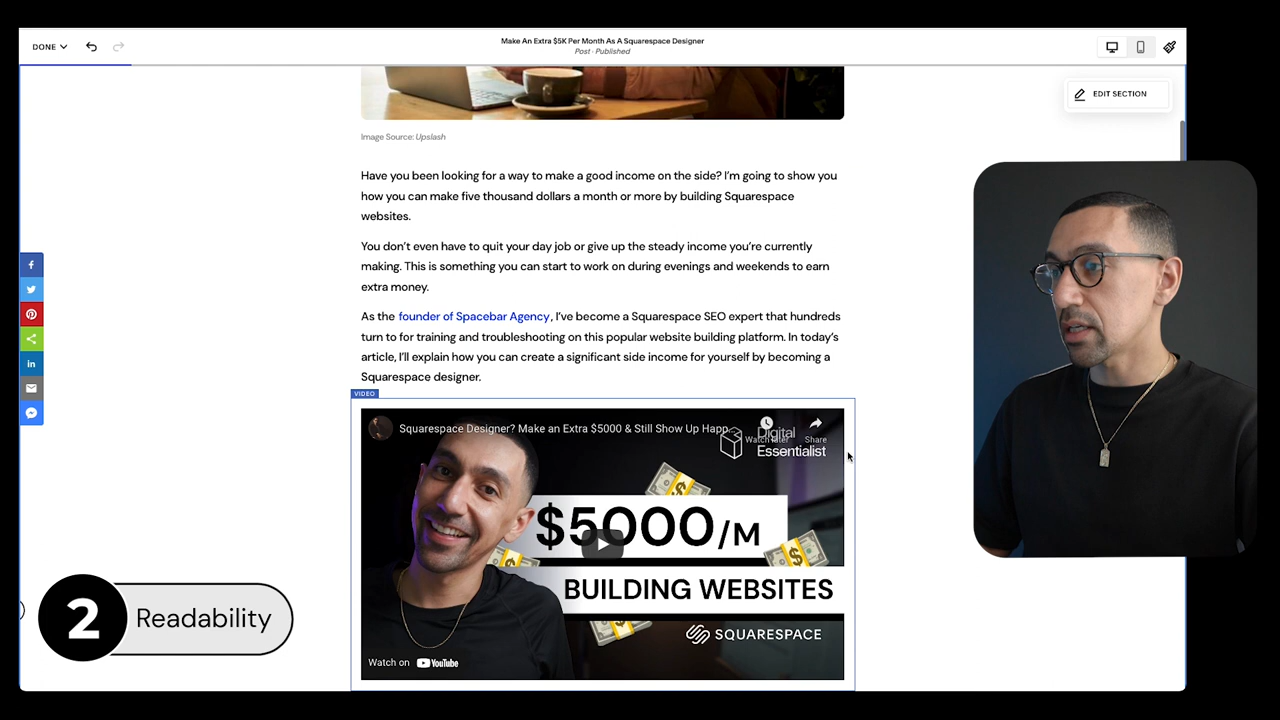 DONE
Make An Extra $5K Per Month As A Squarespace Designer
Post · Published
EDIT SECTION
Image Source: Upslash
Have you been looking for a way to make a good income on the side? I'm going to show you
how you can make five thousand dollars a month or more by building Squarespace
websites.
You don't even have to quit your day job or give up the steady income you're currently
making. This is something you can start to work on during evenings and weekends to earn
extra money.
As the founder of Spacebar Agency, I've become a Squarespace SEO expert that hundreds
turn to for training and troubleshooting on this popular website building platform. In today's
article, I'll explain how you can create a significant side income for yourself by becoming a
Squarespace designer.
VIDEO
Squarespace Designer? Make an Extra $5000 & Still Show Up Happ...
Watch later
Share
Digital
Essentialist
$5000/M
BUILDING WEBSITES
SQUARESPACE
Watch on YouTube
2 Readability